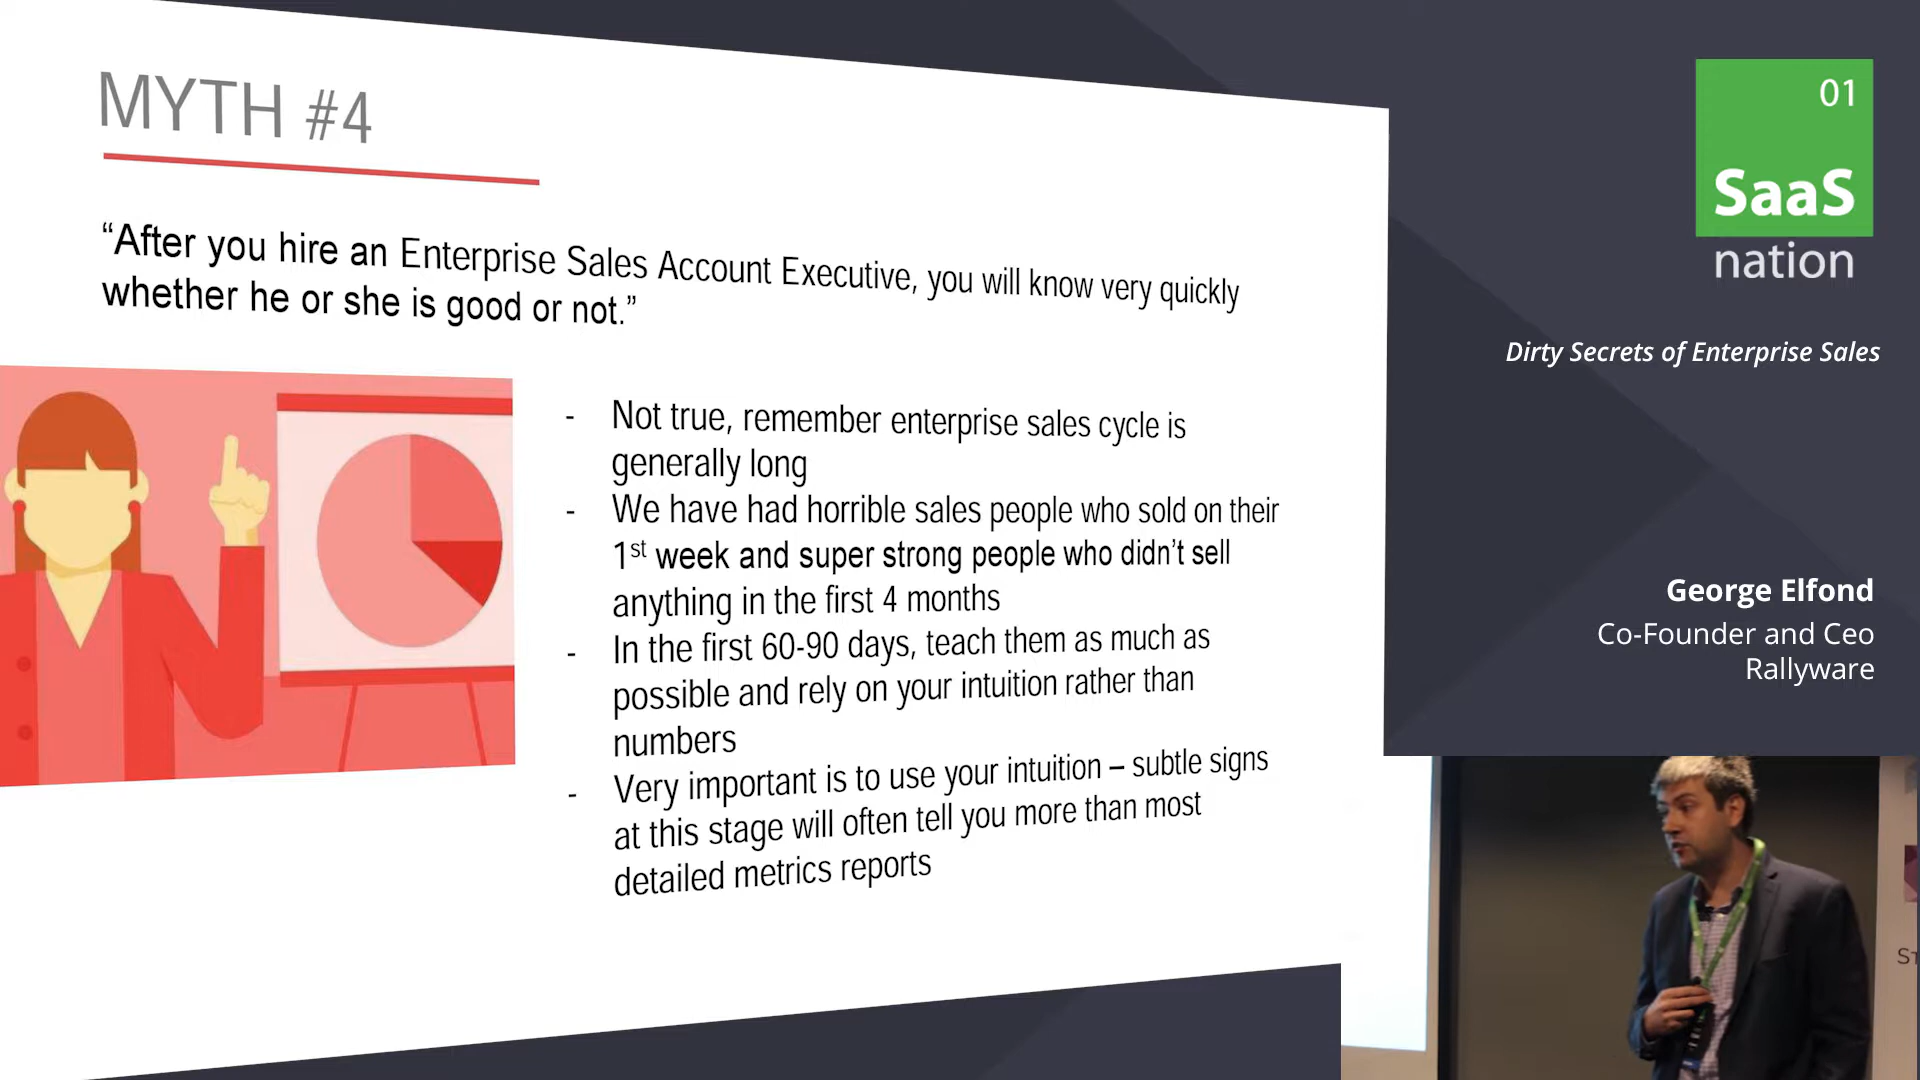 MYTH #4
“After you hire an Enterprise Sales Account Executive, you will know very quickly
whether he or she is good or not.”
- Not true, remember enterprise sales cycle is
generally long
- We have had horrible sales people who sold on their
1st week and super strong people who didn’t sell
anything in the first 4 months
- In the first 60-90 days, teach them as much as
possible and rely on your intuition rather than
numbers
- Very important is to use your intuition – subtle signs
at this stage will often tell you more than most
detailed metrics reports
01
SaaS
nation
Dirty Secrets of Enterprise Sales
George Elfond
Co-Founder and Ceo
Rallyware